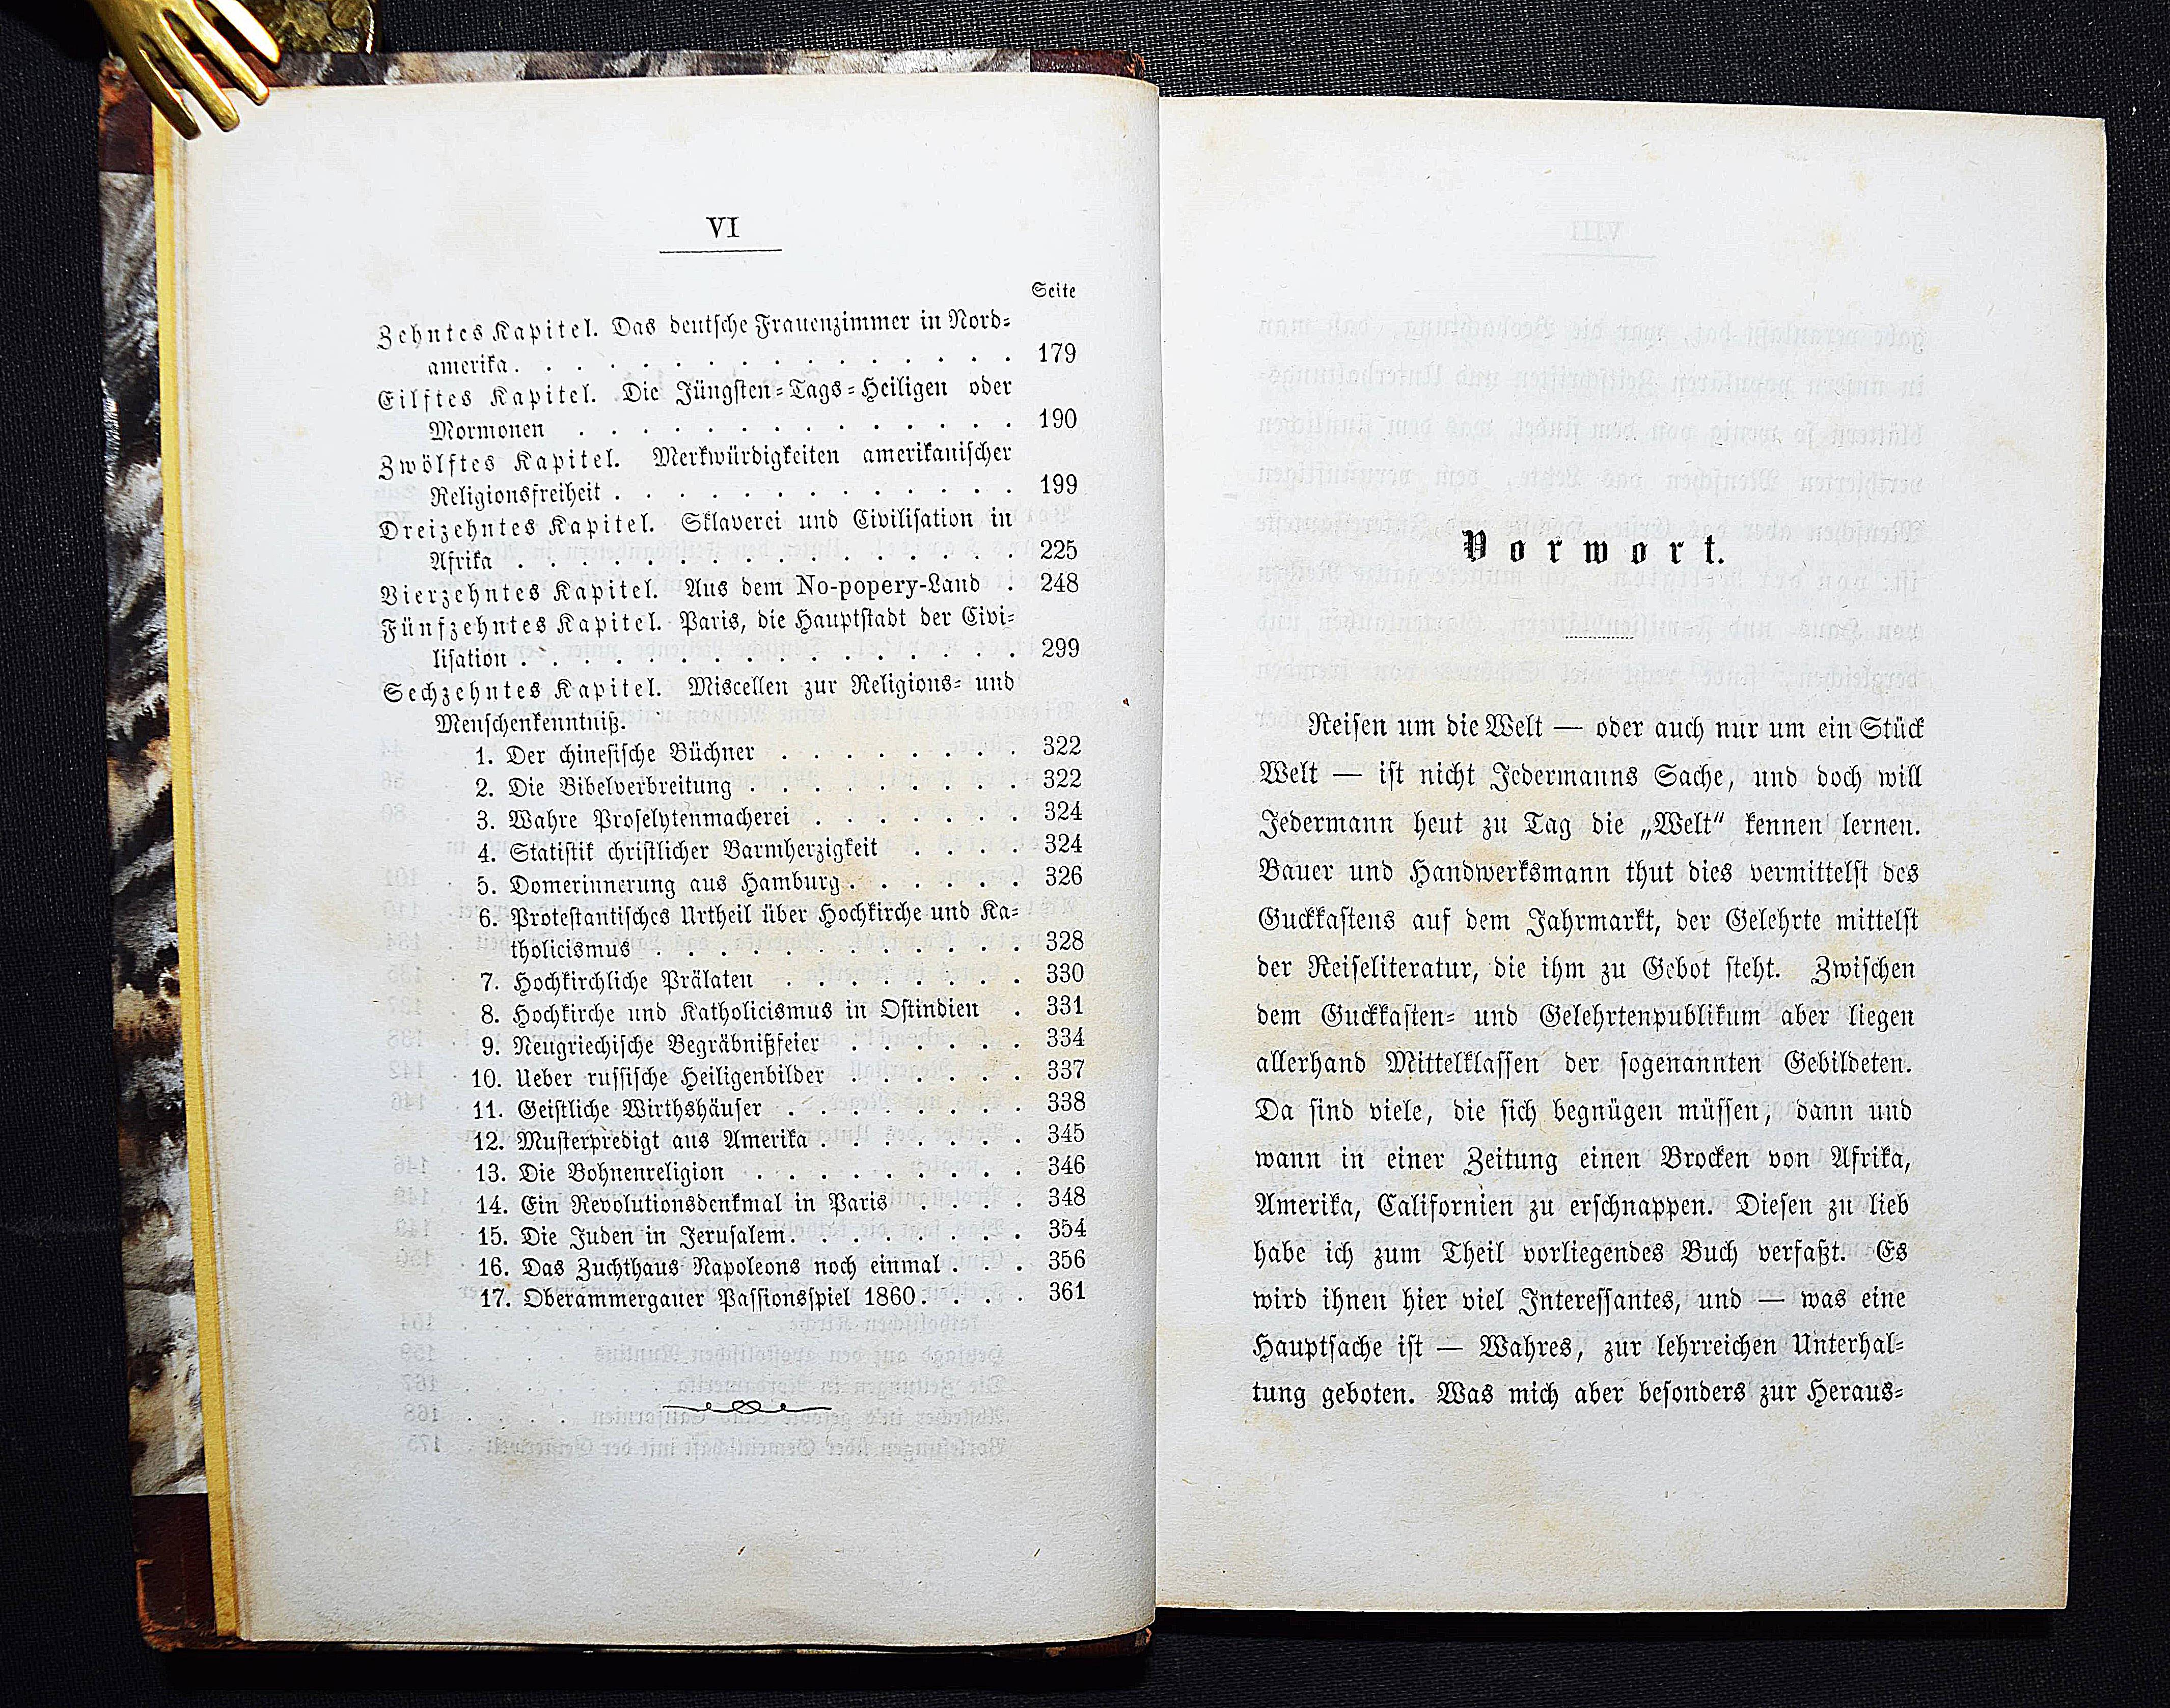 VI
Seite
Zehntes Kapitel. Das deutsche Frauenzimmer in Nord-
amerika . . . . . . . . . . . . . . . . 179
Eilftes Kapitel. Die Jüngsten-Tags-Heiligen oder
Mormonen . . . . . . . . . . . . . . 190
Zwölftes Kapitel. Merkwürdigkeiten amerikanischer
Religionsfreiheit . . . . . . . . . . . . . 199
Dreizehntes Kapitel. Sklaverei und Civilisation in
Afrika . . . . . . . . . . . . . . . . 225
Vierzehntes Kapitel. Aus dem No-popery-Land . 248
Fünfzehntes Kapitel. Paris, die Hauptstadt der Civi-
lisation . . . . . . . . . . . . . . . . 299
Sechzehntes Kapitel. Miscellen zur Religions- und
Menschenkenntniß.
1. Der chinesische Büchner . . . . . . . . 322
2. Die Bibelverbreitung . . . . . . . . . 322
3. Wahre Proselytenmacherei . . . . . . . 324
4. Statistik christlicher Barmherzigkeit . . . . 324
5. Domerinnerung aus Hamburg . . . . . . 326
6. Protestantisches Urtheil über Hochkirche und Ka-
tholicismus . . . . . . . . . . . . 328
7. Hochkirchliche Prälaten . . . . . . . . 330
8. Hochkirche und Katholicismus in Ostindien . 331
9. Neugriechische Begräbnißfeier . . . . . . 334
10. Ueber russische Heiligenbilder . . . . . . 337
11. Geistliche Wirthshäuser . . . . . . . . 338
12. Musterpredigt aus Amerika . . . . . . . 345
13. Die Bohnenreligion . . . . . . . . . 346
14. Ein Revolutionsdenkmal in Paris . . . . 348
15. Die Juden in Jerusalem . . . . . . . . 354
16. Das Zuchthaus Napoleons noch einmal . . . 356
17. Oberammergauer Passionsspiel 1860 . . . . 361
Vorwort.
Reisen um die Welt — oder auch nur um ein Stück
Welt — ist nicht Jedermanns Sache, und doch will
Jedermann heut zu Tag die „Welt“ kennen lernen.
Bauer und Handwerksmann thut dies vermittelst des
Guckkastens auf dem Jahrmarkt, der Gelehrte mittelst
der Reiseliteratur, die ihm zu Gebot steht. Zwischen
dem Guckkasten- und Gelehrtenpublikum aber liegen
allerhand Mittelklassen der sogenannten Gebildeten.
Da sind viele, die sich begnügen müssen, dann und
wann in einer Zeitung einen Brocken von Afrika,
Amerika, Californien zu erschnappen. Diesen zu lieb
habe ich zum Theil vorliegendes Buch verfaßt. Es
wird ihnen hier viel Interessantes, und — was eine
Hauptsache ist — Wahres, zur lehrreichen Unterhal-
tung geboten. Was mich aber besonders zur Heraus-